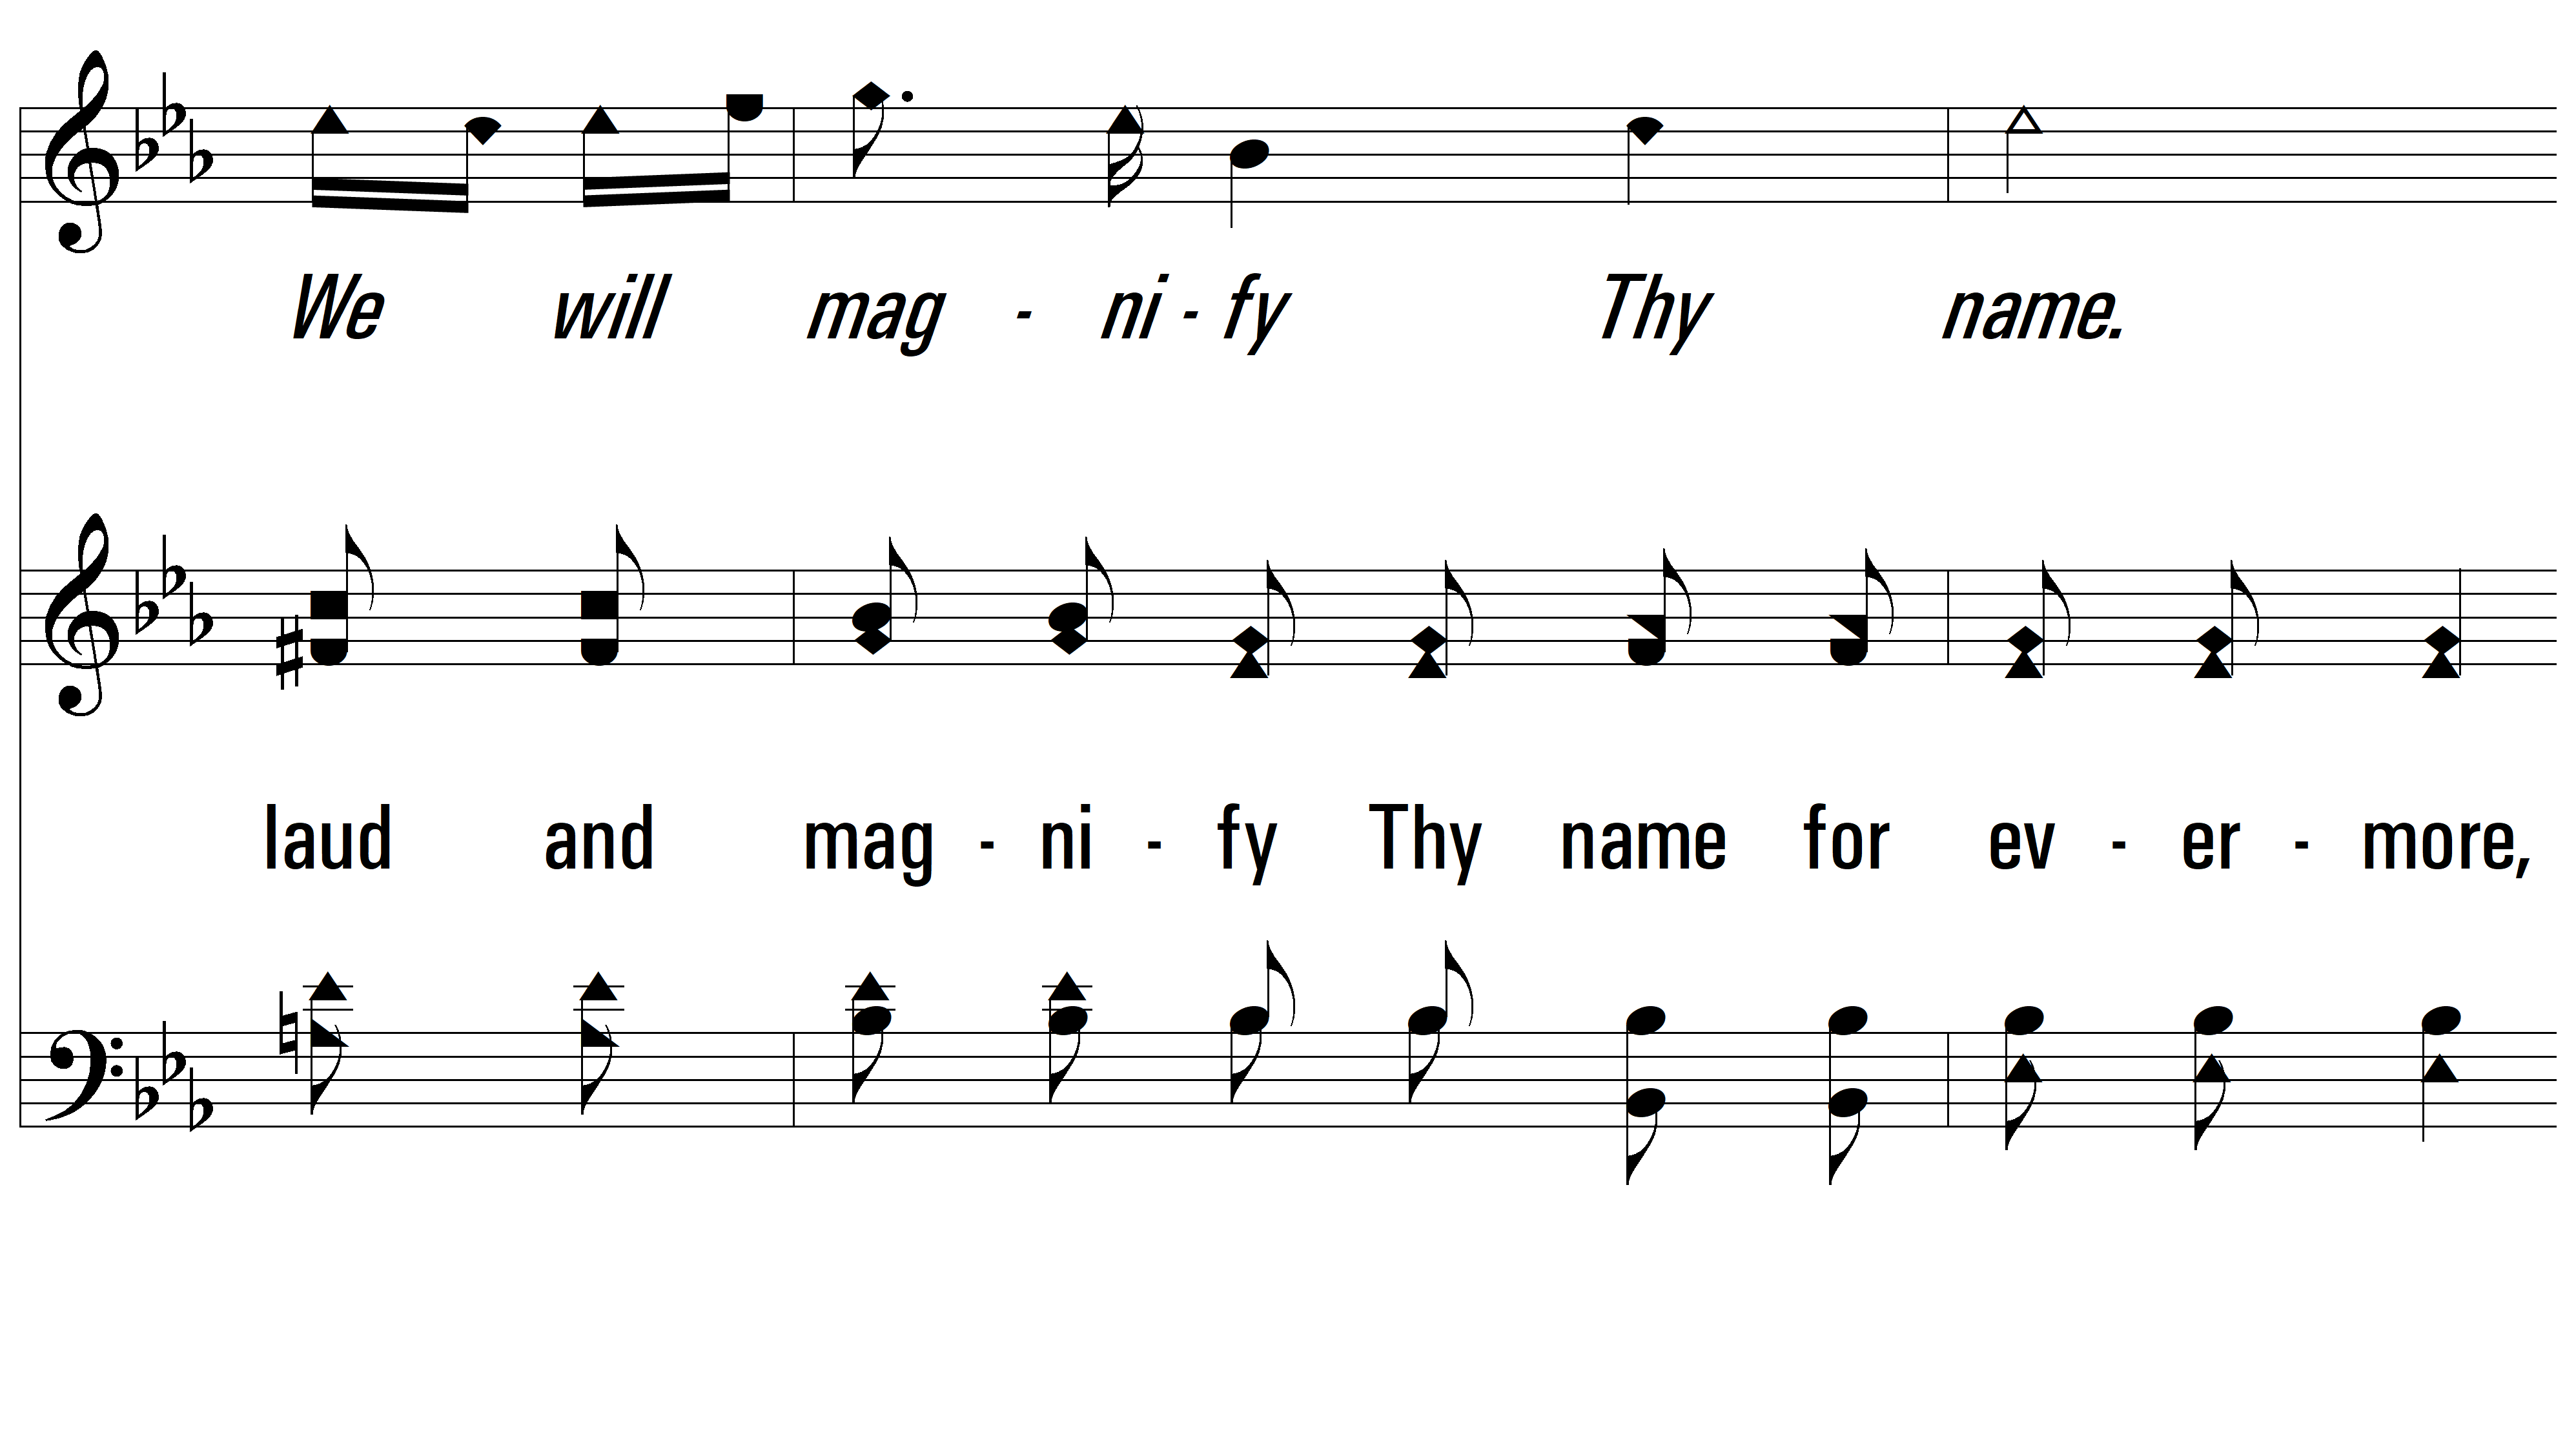 We will mag - ni - fy Thy name.
laud and mag - ni - fy Thy name for ev - er - more,